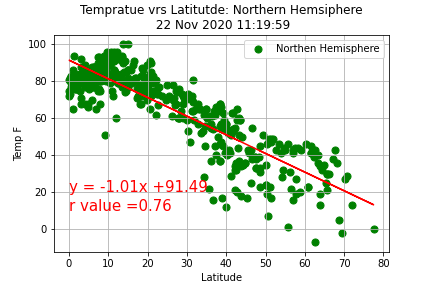 Tempratue vrs Latitutde: Northern Hemsiphere
22 Nov 2020 11:19:59
Northen Hemisphere
100
80
60
40
20
0
Temp F
y = -1.01x +91.49
r value =0.76
0 10 20 30 40 50 60 70 80
Latitude